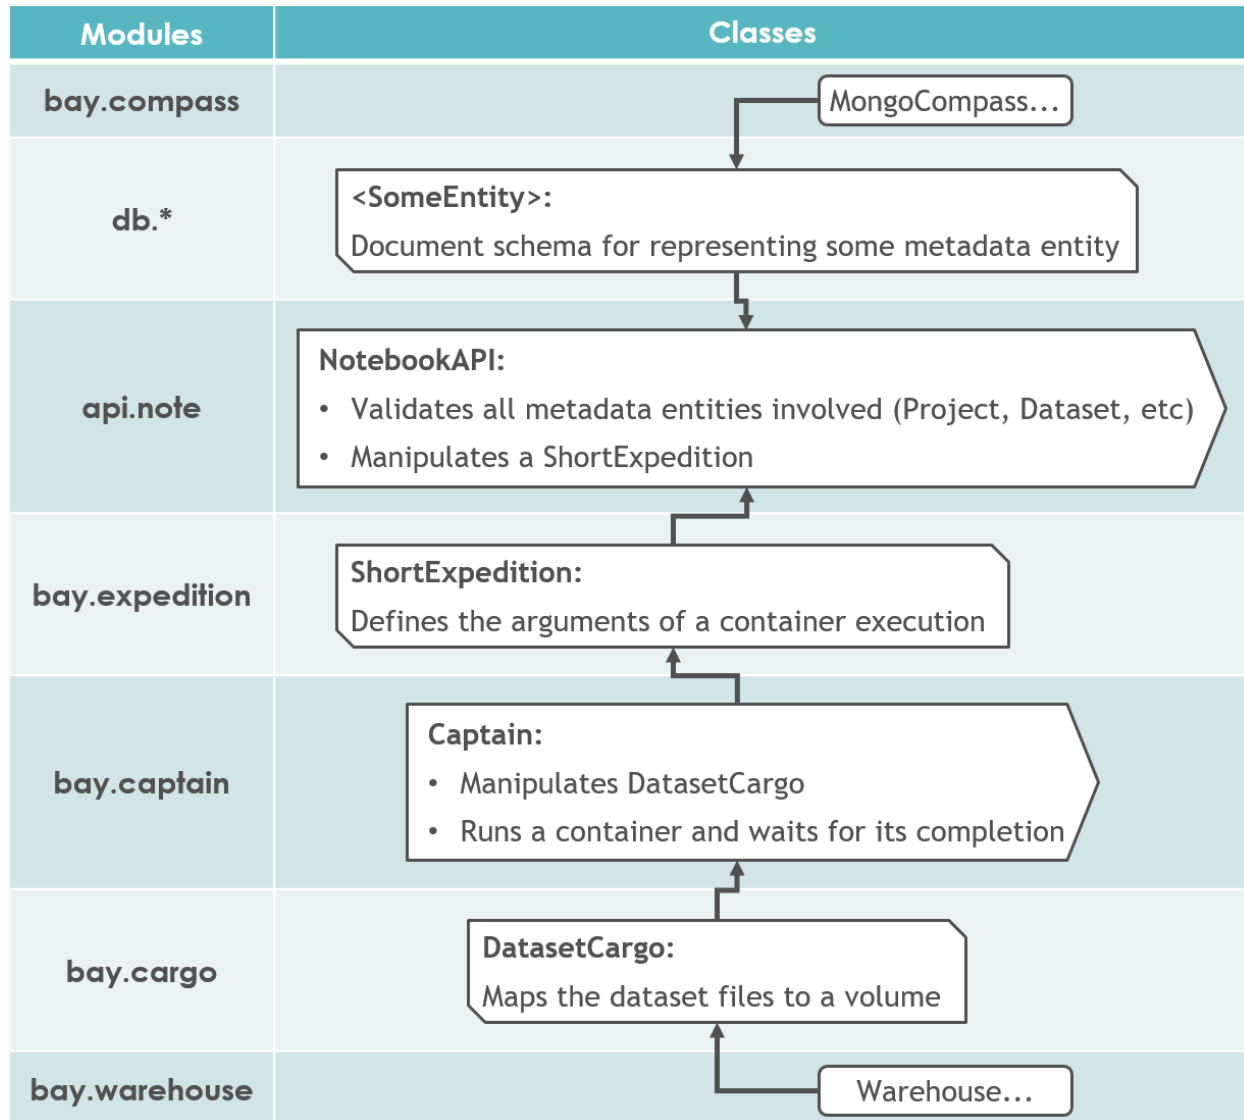 Modules
Classes
bay.compass
MongoCompass...
db.*
<SomeEntity>:
Document schema for representing some metadata entity
api.note
NotebookAPI:
• Validates all metadata entities involved (Project, Dataset, etc)
• Manipulates a ShortExpedition
bay.expedition
ShortExpedition:
Defines the arguments of a container execution
bay.captain
Captain:
• Manipulates DatasetCargo
• Runs a container and waits for its completion
bay.cargo
DatasetCargo:
Maps the dataset files to a volume
bay.warehouse
Warehouse...